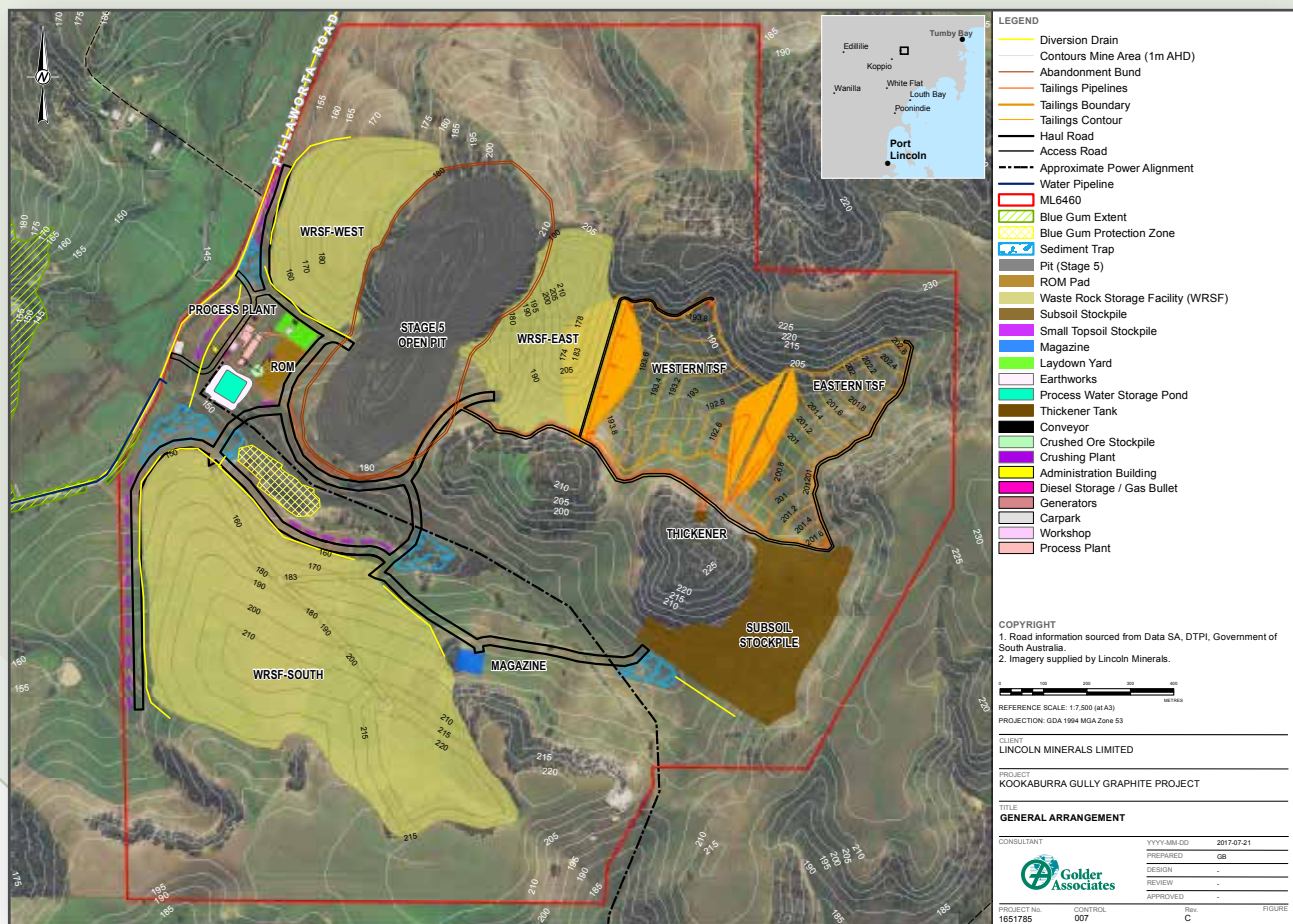 PILLAWORTA ROAD
WRSF-WEST
PROCESS PLANT
ROM
STAGE 5
OPEN PIT
WRSF-EAST
WESTERN TSF
EASTERN TSF
THICKENER
SUBSOIL
STOCKPILE
MAGAZINE
WRSF-SOUTH
N
Edillilie
Tumby Bay
Koppio
Wanilla
White Flat
Louth Bay
Poonindie
Port
Lincoln
LEGEND
Diversion Drain
Contours Mine Area (1m AHD)
Abandonment Bund
Tailings Pipelines
Tailings Boundary
Tailings Contour
Haul Road
Access Road
Approximate Power Alignment
Water Pipeline
ML6460
Blue Gum Extent
Blue Gum Protection Zone
Sediment Trap
Pit (Stage 5)
ROM Pad
Waste Rock Storage Facility (WRSF)
Subsoil Stockpile
Small Topsoil Stockpile
Magazine
Laydown Yard
Earthworks
Process Water Storage Pond
Thickener Tank
Conveyor
Crushed Ore Stockpile
Crushing Plant
Administration Building
Diesel Storage / Gas Bullet
Generators
Carpark
Workshop
Process Plant
COPYRIGHT
1. Road information sourced from Data SA, DTPI, Government of
South Australia.
2. Imagery supplied by Lincoln Minerals.
0 100 200 300 400
METRES
REFERENCE SCALE: 1:7,500 (at A3)
PROJECTION: GDA 1994 MGA Zone 53
CLIENT
LINCOLN MINERALS LIMITED
PROJECT
KOOKABURRA GULLY GRAPHITE PROJECT
TITLE
GENERAL ARRANGEMENT
CONSULTANT
Golder
Associates
YYYY-MM-DD 2017-07-21
PREPARED GB
DESIGN -
REVIEW -
APPROVED -
PROJECT No. CONTROL Rev. FIGURE
1651785 007 C